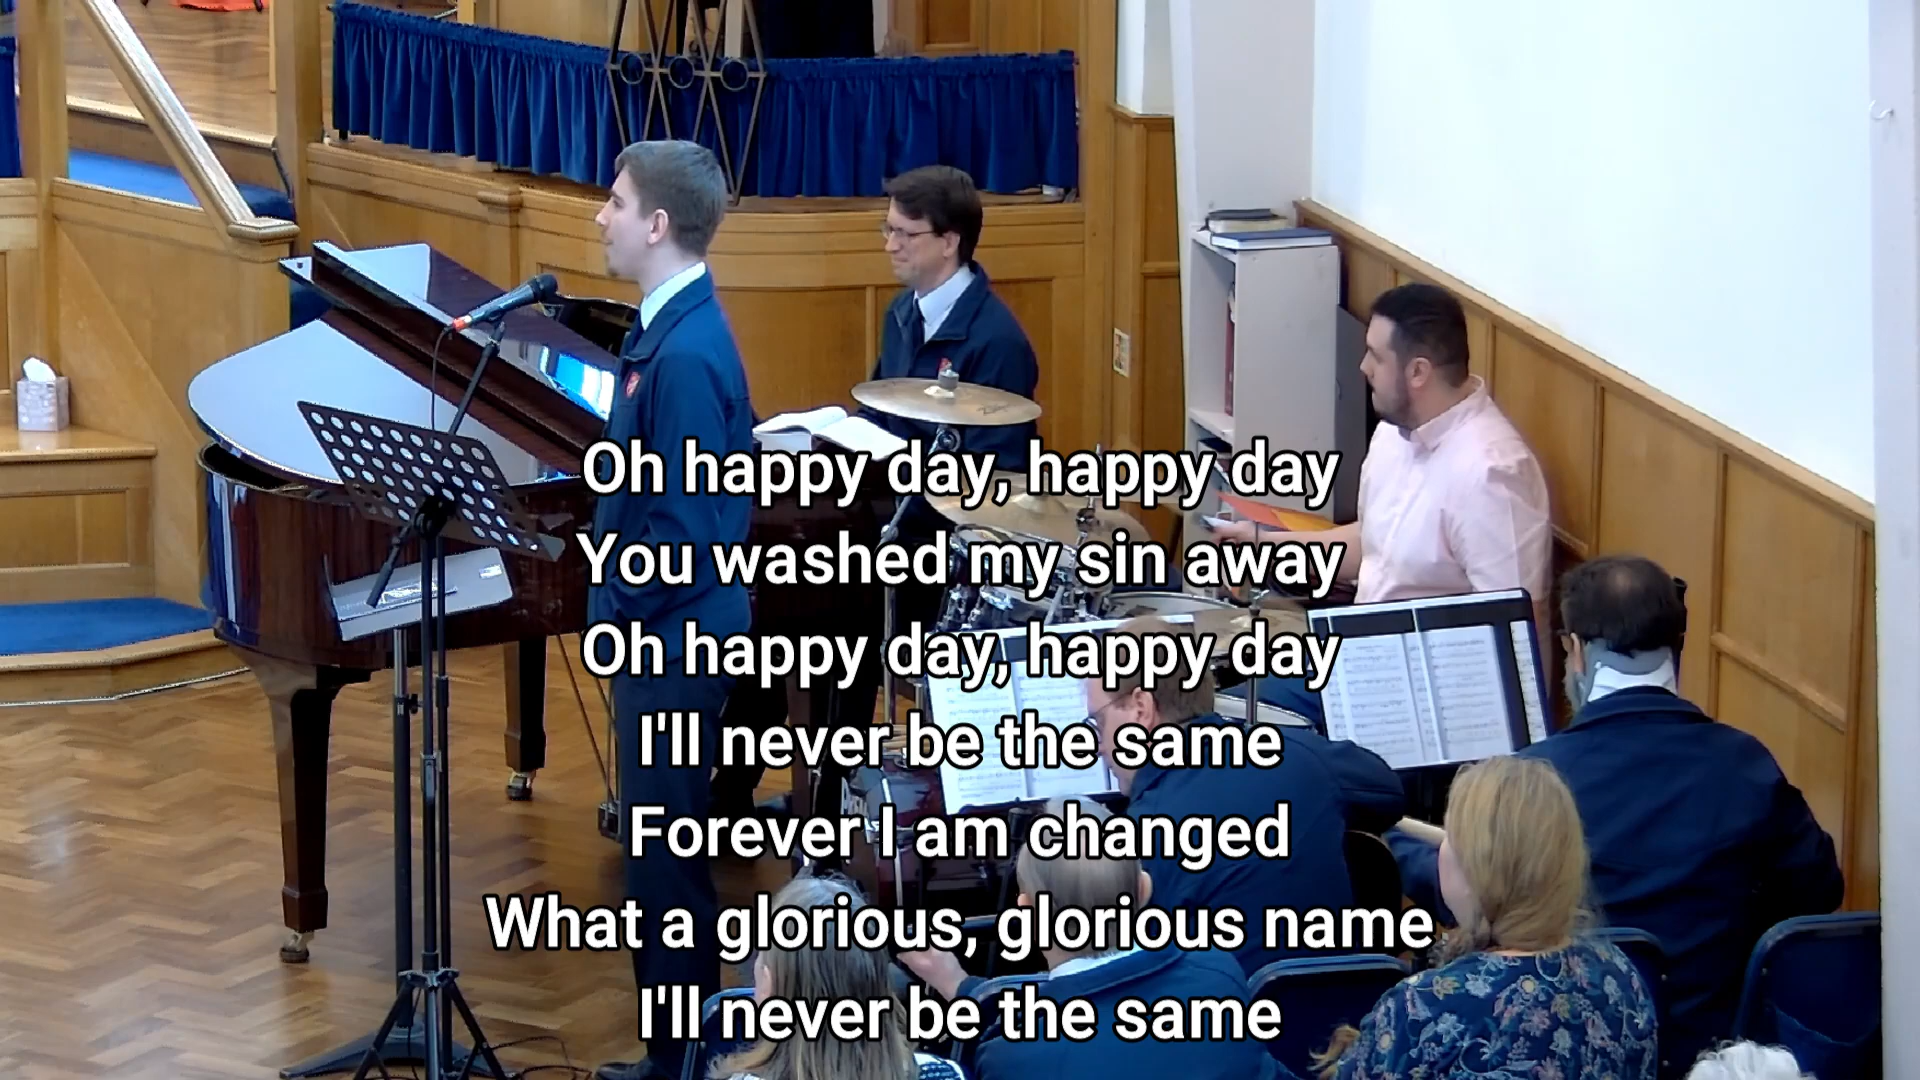 Oh happy day, happy day
You washed my sin away
Oh happy day, happy day
I'll never be the same
Forever I am changed
What a glorious, glorious name
I'll never be the same